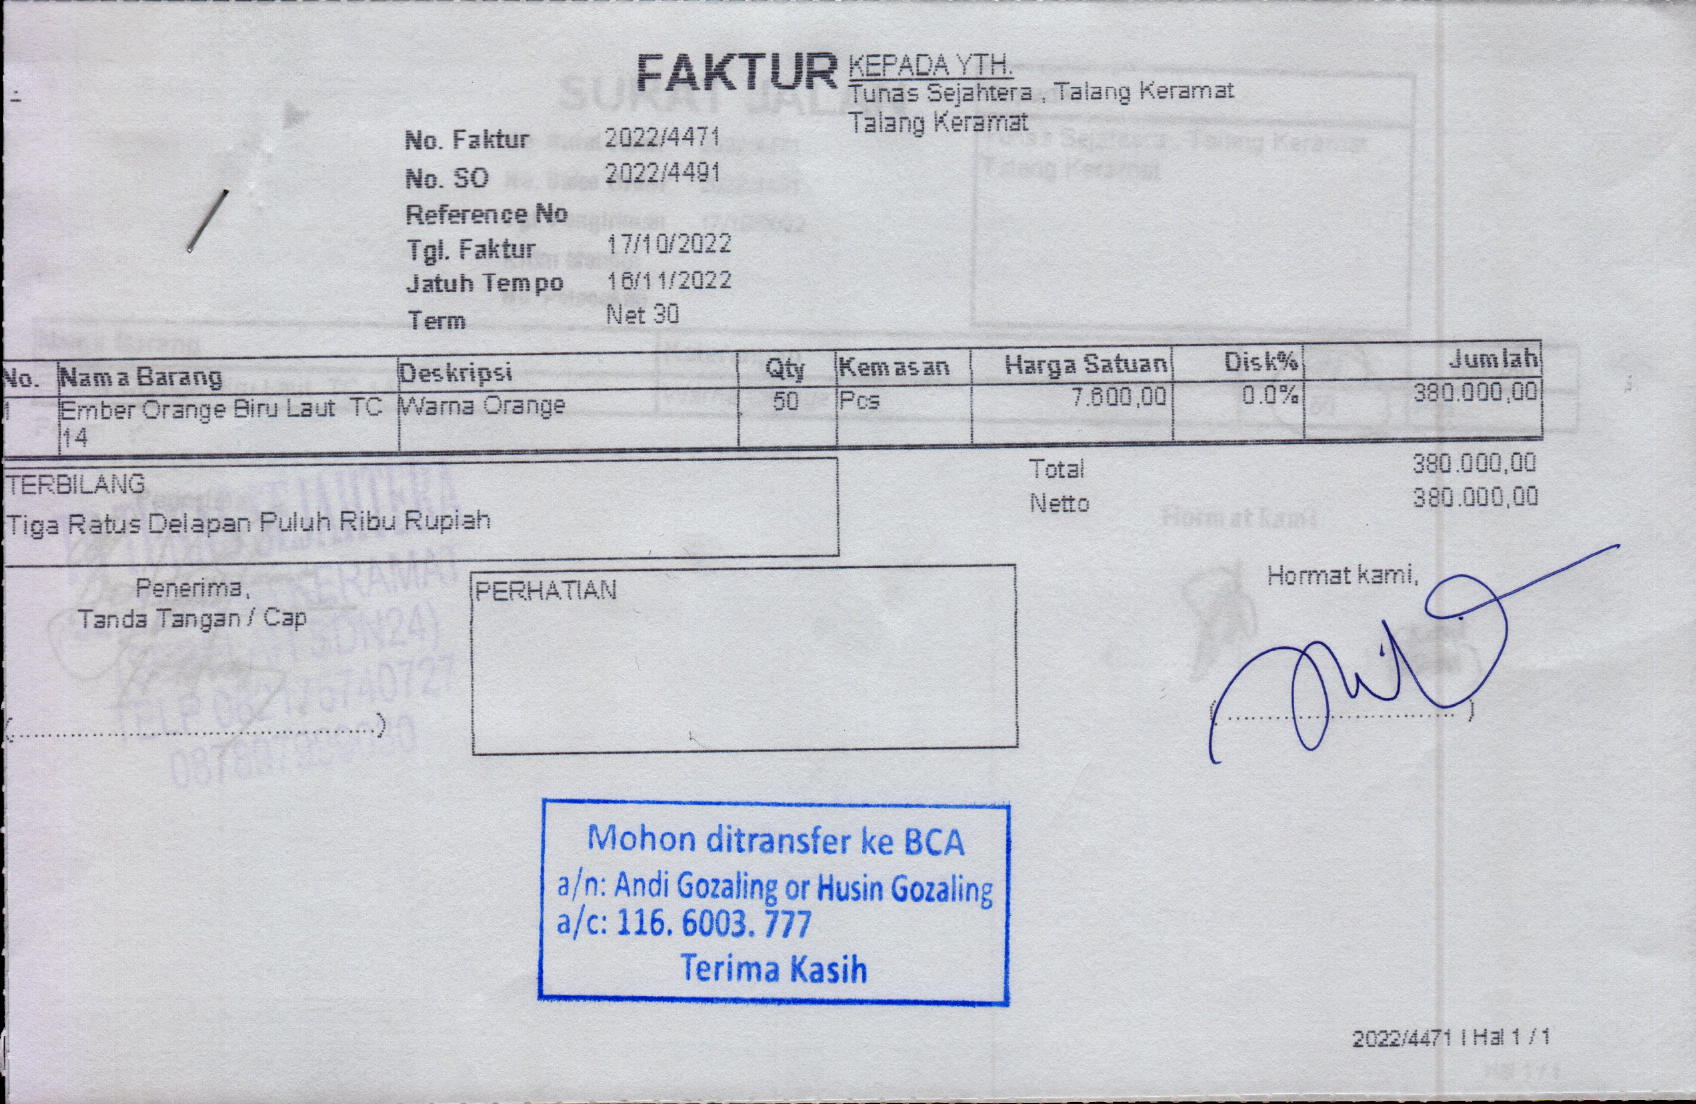 FAKTUR
KEPADA YTH.
Tunas Sejahtera , Talang Keramat
Talang Keramat
No. Faktur 2022/4471
No. SO 2022/4491
Reference No
Tgl. Faktur 17/10/2022
Jatuh Tempo 16/11/2022
Term Net 30
No. Nama Barang Deskripsi Qty Kemasan Harga Satuan Disk% Jumlah
1 Ember Orange Biru Laut TC Warna Orange 50 Pcs 7.600,00 0.0% 380.000,00
14
TERBILANG
Tiga Ratus Delapan Puluh Ribu Rupiah
Total 380.000,00
Netto 380.000,00
Penerima,
Tanda Tangan / Cap
PERHATIAN
Hormat kami,
(..............................................)
(..............................)
Mohon ditransfer ke BCA
a/n: Andi Gozaling or Husin Gozaling
a/c: 116. 6003. 777
Terima Kasih
2022/4471 | Hal 1 / 1